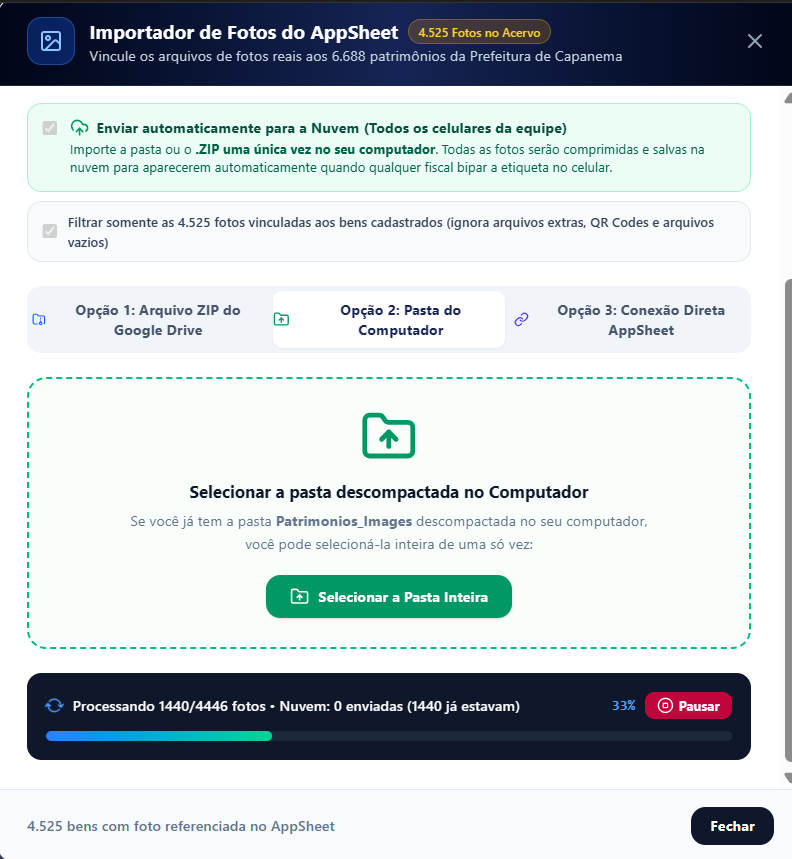 Importador de Fotos do AppSheet
4.525 Fotos no Acervo
Vincule os arquivos de fotos reais aos 6.688 patrimônios da Prefeitura de Capanema
Enviar automaticamente para a Nuvem (Todos os celulares da equipe)
Importe a pasta ou o .ZIP uma única vez no seu computador. Todas as fotos serão comprimidas e salvas na
nuvem para aparecerem automaticamente quando qualquer fiscal bipar a etiqueta no celular.
Filtrar somente as 4.525 fotos vinculadas aos bens cadastrados (ignora arquivos extras, QR Codes e arquivos
vazios)
Opção 1: Arquivo ZIP do
Google Drive
Opção 2: Pasta do
Computador
Opção 3: Conexão Direta
AppSheet
Selecionar a pasta descompactada no Computador
Se você já tem a pasta Patrimonios_Images descompactada no seu computador,
você pode selecioná-la inteira de uma só vez:
Selecionar a Pasta Inteira
Processando 1440/4446 fotos • Nuvem: 0 enviadas (1440 já estavam)
33%
Pausar
4.525 bens com foto referenciada no AppSheet
Fechar